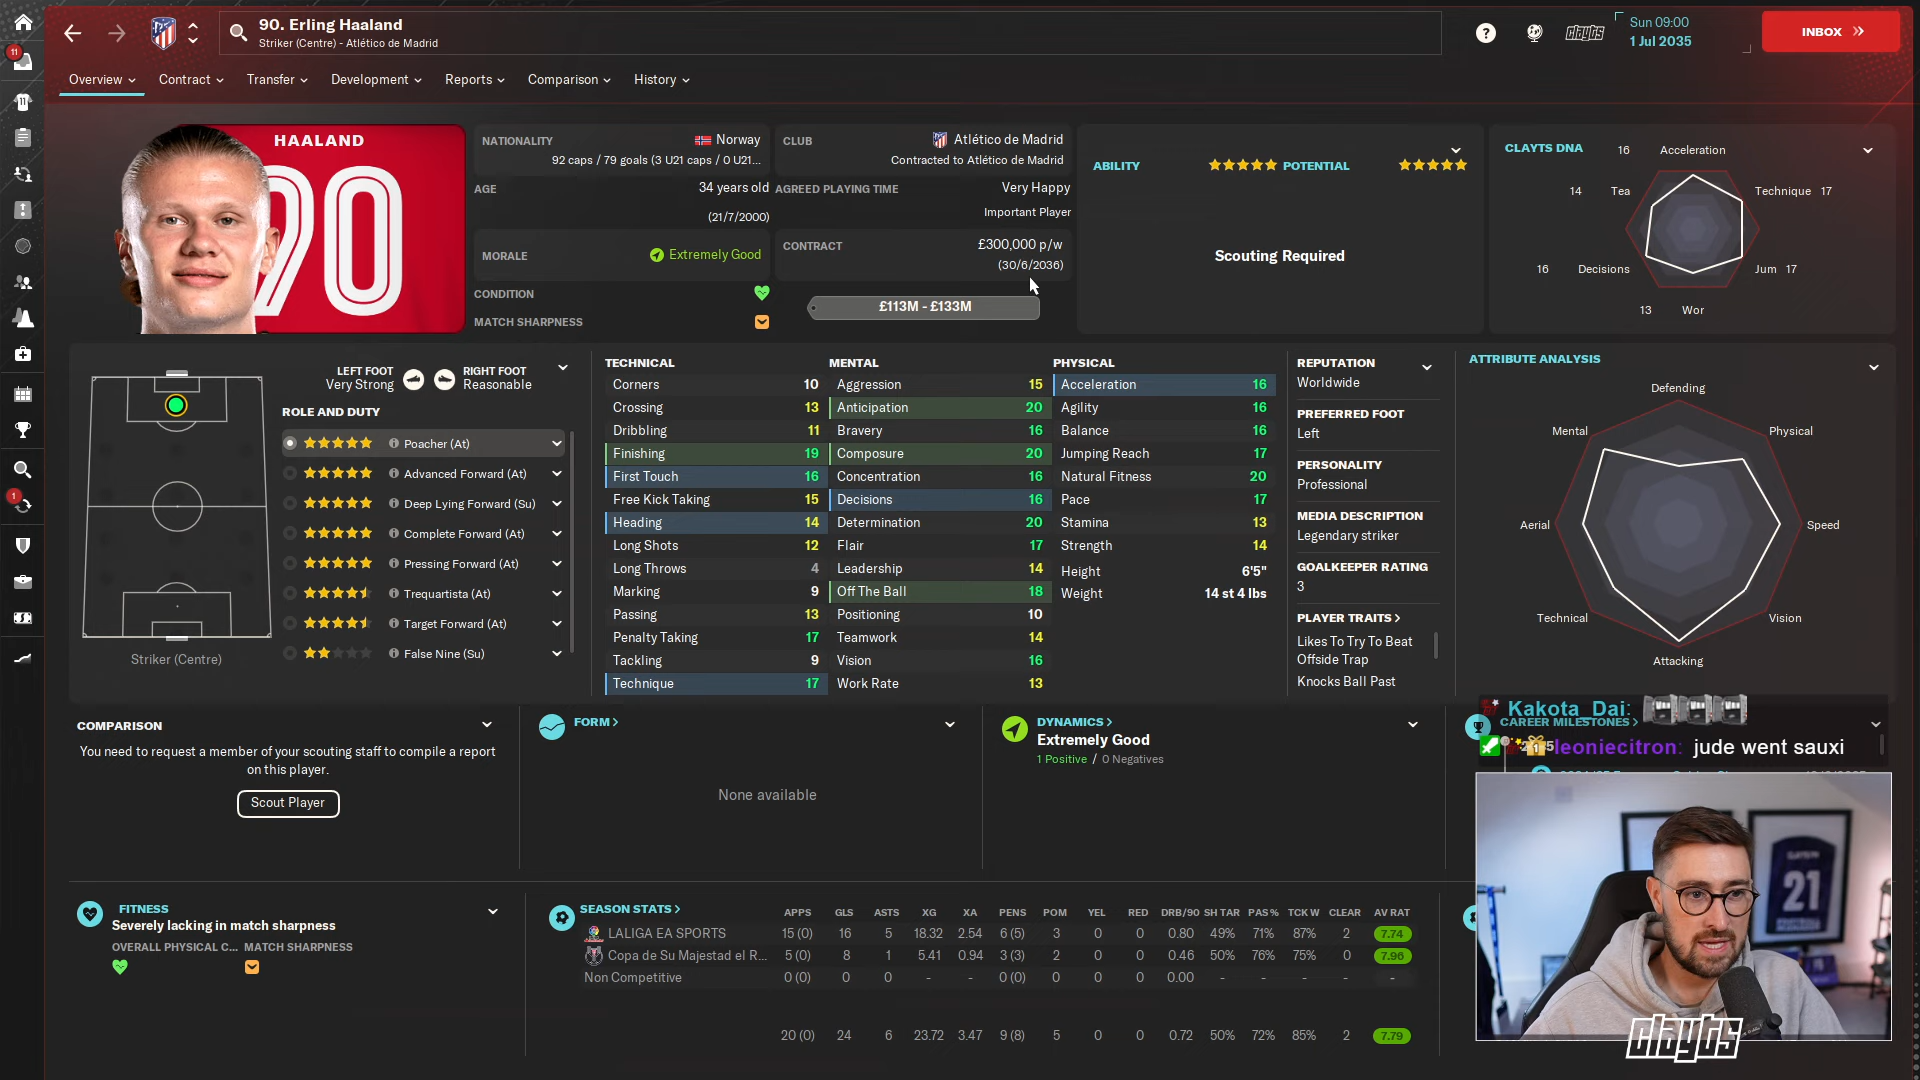 90. Erling Haaland
Striker (Centre) - Atlético de Madrid
?
clayts
Sun 09:00
1 Jul 2035
INBOX
11
11
1
Overview
Contract
Transfer
Development
Reports
Comparison
History
HAALAND
90
NATIONALITY
Norway
92 caps / 79 goals (3 U21 caps / 0 U21...
AGE
34 years old
(21/7/2000)
MORALE
Extremely Good
CONDITION
MATCH SHARPNESS
CLUB
Atlético de Madrid
Contracted to Atlético de Madrid
AGREED PLAYING TIME
Very Happy
Important Player
CONTRACT
£300,000 p/w
(30/6/2036)
£113M - £133M
ABILITY
POTENTIAL
Scouting Required
CLAYTS DNA
16 Acceleration
14 Tea
Technique 17
16 Decisions
Jum 17
13 Wor
LEFT FOOT
Very Strong
RIGHT FOOT
Reasonable
ROLE AND DUTY
Poacher (At)
Advanced Forward (At)
Deep Lying Forward (Su)
Complete Forward (At)
Pressing Forward (At)
Trequartista (At)
Target Forward (At)
False Nine (Su)
Striker (Centre)
TECHNICAL
Corners 10
Crossing 13
Dribbling 11
Finishing 19
First Touch 16
Free Kick Taking 15
Heading 14
Long Shots 12
Long Throws 4
Marking 9
Passing 13
Penalty Taking 17
Tackling 9
Technique 17
MENTAL
Aggression 15
Anticipation 20
Bravery 16
Composure 20
Concentration 16
Decisions 16
Determination 20
Flair 17
Leadership 14
Off The Ball 18
Positioning 10
Teamwork 14
Vision 16
Work Rate 13
PHYSICAL
Acceleration 16
Agility 16
Balance 16
Jumping Reach 17
Natural Fitness 20
Pace 17
Stamina 13
Strength 14
Height 6'5"
Weight 14 st 4 lbs
REPUTATION
Worldwide
PREFERRED FOOT
Left
PERSONALITY
Professional
MEDIA DESCRIPTION
Legendary striker
GOALKEEPER RATING
3
PLAYER TRAITS
Likes To Try To Beat
Offside Trap
Knocks Ball Past
ATTRIBUTE ANALYSIS
Defending
Mental
Physical
Aerial
Speed
Technical
Vision
Attacking
COMPARISON
You need to request a member of your scouting staff to compile a report
on this player.
Scout Player
FORM
None available
DYNAMICS
Extremely Good
1 Positive / 0 Negatives
Kakota_Dai:
CAREER MILESTONES
leoniecitron: jude went sauxi
FITNESS
Severely lacking in match sharpness
OVERALL PHYSICAL C... MATCH SHARPNESS
SEASON STATS APPS GLS ASTS XG XA PENS POM YEL RED DRB/90 SH TAR PAS % TCK W CLEAR AV RAT
LALIGA EA SPORTS 15 (0) 16 5 18.32 2.54 6 (5) 3 0 0 0.80 49% 71% 87% 2 7.74
Copa de Su Majestad el R... 5 (0) 8 1 5.41 0.94 3 (3) 2 0 0 0.46 50% 76% 75% 0 7.96
Non Competitive 0 (0) 0 0 - - 0 (0) 0 0 0 0.00 - - - - -
20 (0) 24 6 23.72 3.47 9 (8) 5 0 0 0.72 50% 72% 85% 2 7.79
21
clayts